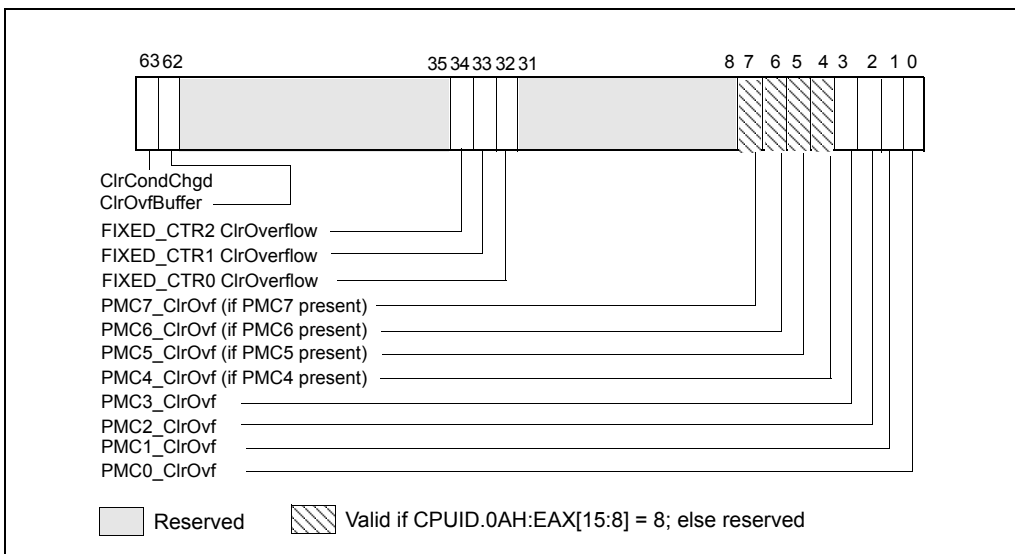 63 62 35 34 33 32 31 8 7 6 5 4 3 2 1 0
ClrCondChgd
ClrOvfBuffer
FIXED_CTR2 ClrOverflow
FIXED_CTR1 ClrOverflow
FIXED_CTR0 ClrOverflow
PMC7_ClrOvf (if PMC7 present)
PMC6_ClrOvf (if PMC6 present)
PMC5_ClrOvf (if PMC5 present)
PMC4_ClrOvf (if PMC4 present)
PMC3_ClrOvf
PMC2_ClrOvf
PMC1_ClrOvf
PMC0_ClrOvf
Reserved Valid if CPUID.0AH:EAX[15:8] = 8; else reserved